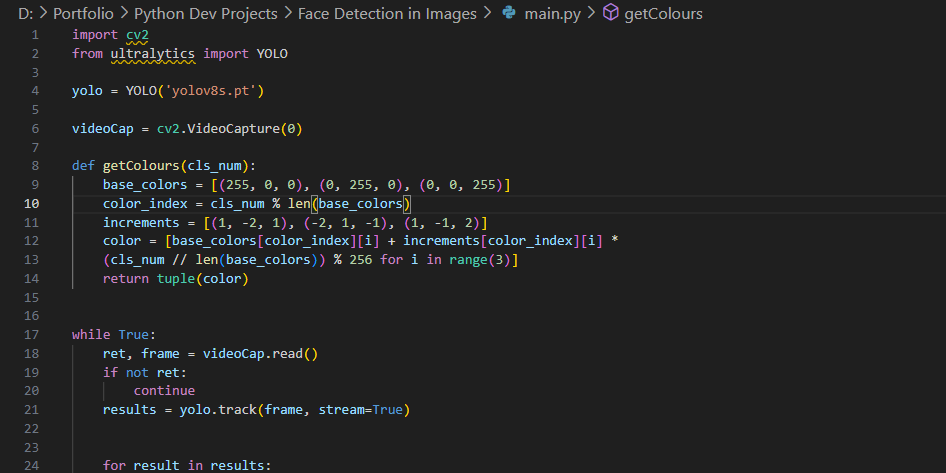 D: > Portfolio > Python Dev Projects > Face Detection in Images > main.py > getColours
1 import cv2
2 from ultralytics import YOLO
3
4 yolo = YOLO('yolov8s.pt')
5
6 videoCap = cv2.VideoCapture(0)
7
8 def getColours(cls_num):
9     base_colors = [(255, 0, 0), (0, 255, 0), (0, 0, 255)]
10     color_index = cls_num % len(base_colors)
11     increments = [(1, -2, 1), (-2, 1, -1), (1, -1, 2)]
12     color = [base_colors[color_index][i] + increments[color_index][i] *
13     (cls_num // len(base_colors)) % 256 for i in range(3)]
14     return tuple(color)
15
16
17 while True:
18     ret, frame = videoCap.read()
19     if not ret:
20         continue
21     results = yolo.track(frame, stream=True)
22
23
24     for result in results: